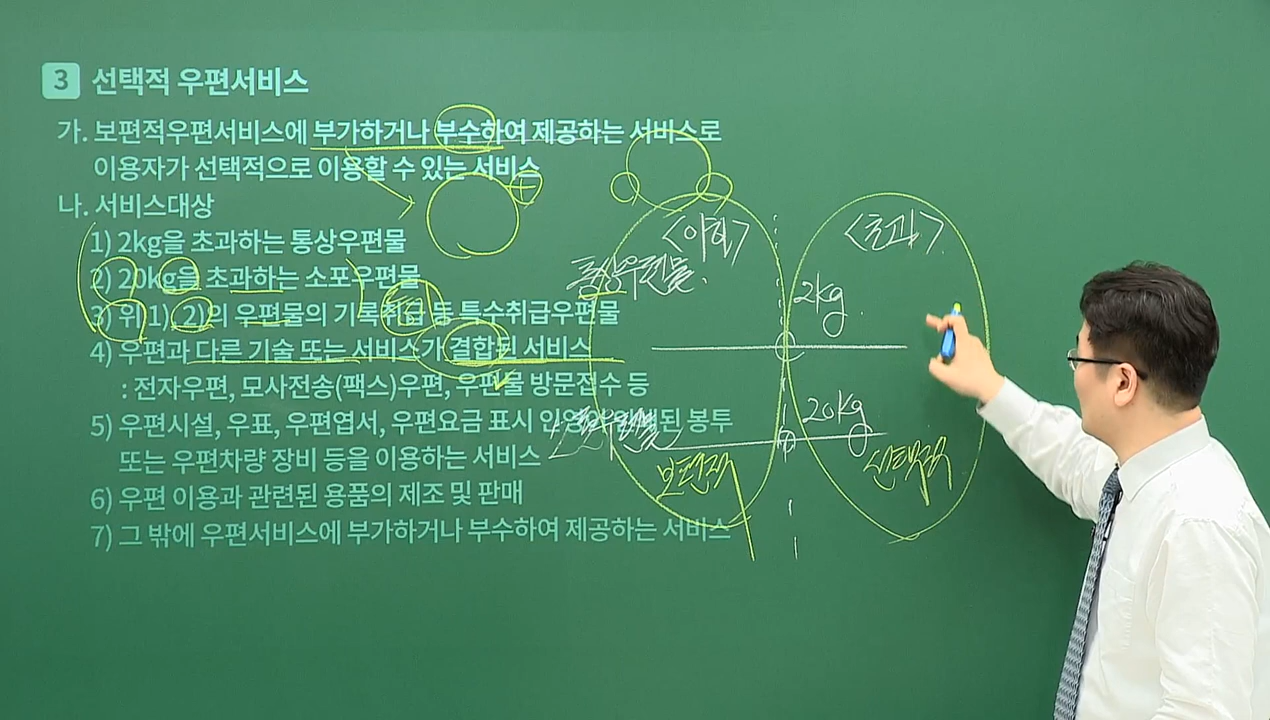 3 선택적 우편서비스
가. 보편적우편서비스에 부가하거나 부수하여 제공하는 서비스로
이용자가 선택적으로 이용할 수 있는 서비스
나. 서비스대상
1) 2kg을 초과하는 통상우편물
2) 20kg을 초과하는 소포우편물
3) 위 1), 2)의 우편물의 기록취급 등 특수취급우편물
4) 우편과 다른 기술 또는 서비스가 결합된 서비스
: 전자우편, 모사전송(팩스)우편, 우편물 방문접수 등
5) 우편시설, 우표, 우편엽서, 우편요금 표시 인영이 인쇄된 봉투
또는 우편차량 장비 등을 이용하는 서비스
6) 우편 이용과 관련된 용품의 제조 및 판매
7) 그 밖에 우편서비스에 부가하거나 부수하여 제공하는 서비스
<이하> <초과>
통상우편물. 2kg.
소포우편물 20kg
보편적 선택적